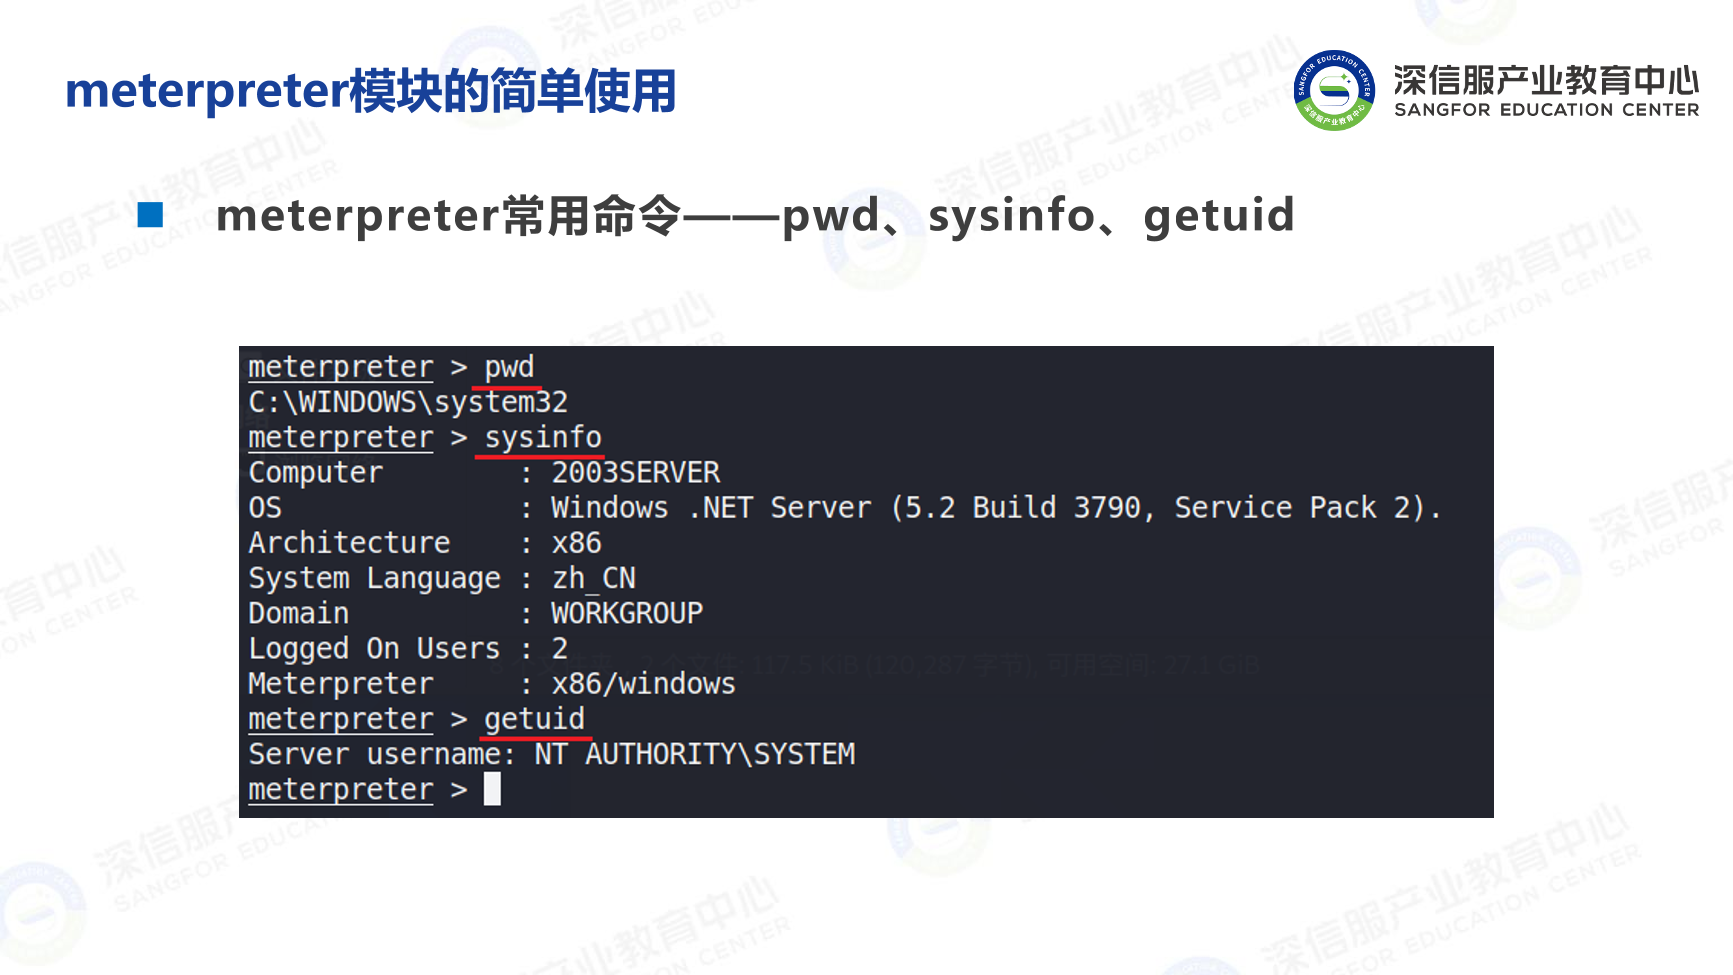 meterpreter模块的简单使用
深信服产业教育中心
SANGFOR EDUCATION CENTER
■ meterpreter常用命令——pwd、sysinfo、getuid
meterpreter > pwd
C:\WINDOWS\system32
meterpreter > sysinfo
Computer        : 2003SERVER
OS              : Windows .NET Server (5.2 Build 3790, Service Pack 2).
Architecture    : x86
System Language : zh_CN
Domain          : WORKGROUP
Logged On Users : 2
Meterpreter     : x86/windows
meterpreter > getuid
Server username: NT AUTHORITY\SYSTEM
meterpreter >